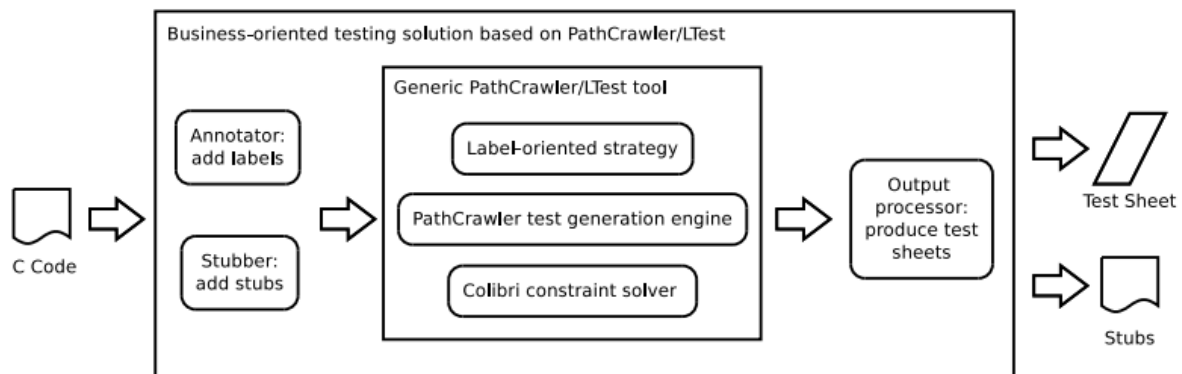 Business-oriented testing solution based on PathCrawler/LTest
Generic PathCrawler/LTest tool
Annotator:
add labels
Label-oriented strategy
Output
processor:
produce test
sheets
Test Sheet
PathCrawler test generation engine
C Code
Stubber:
add stubs
Colibri constraint solver
Stubs